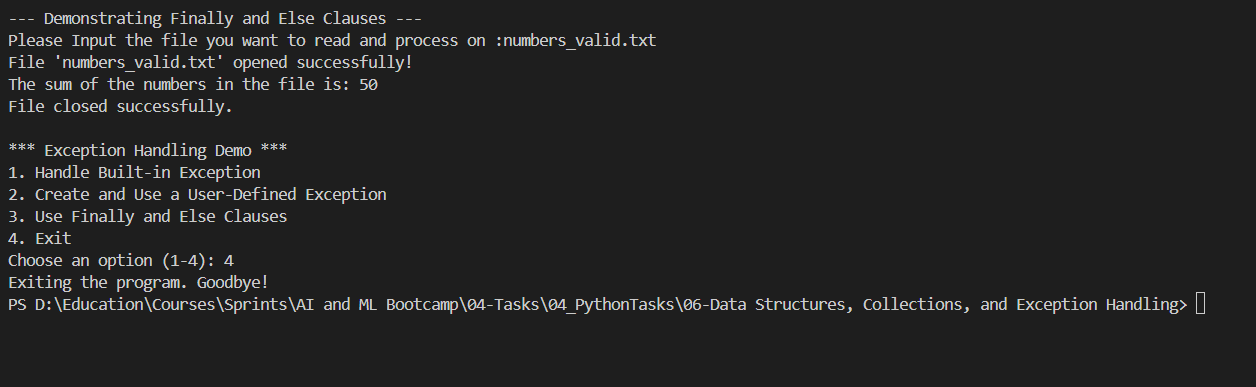 --- Demonstrating Finally and Else Clauses ---
Please Input the file you want to read and process on :numbers_valid.txt
File 'numbers_valid.txt' opened successfully!
The sum of the numbers in the file is: 50
File closed successfully.
*** Exception Handling Demo ***
1. Handle Built-in Exception
2. Create and Use a User-Defined Exception
3. Use Finally and Else Clauses
4. Exit
Choose an option (1-4): 4
Exiting the program. Goodbye!
PS D:\Education\Courses\Sprints\AI and ML Bootcamp\04-Tasks\04_PythonTasks\06-Data Structures, Collections, and Exception Handling>